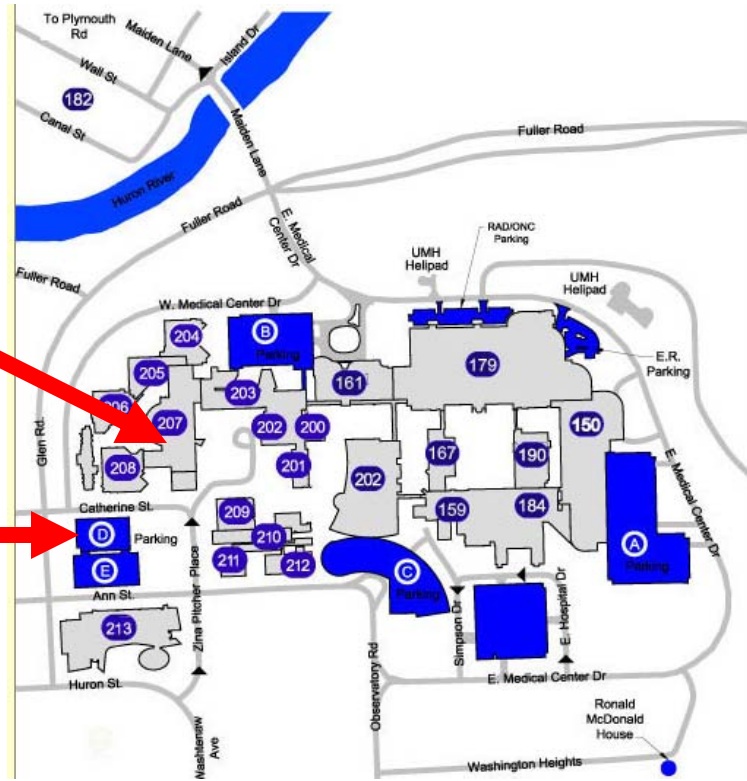 To Plymouth
Rd
Maiden Lane
Island Dr
Wall St
182
Canal St
Maiden Lane
Fuller Road
Huron River
Fuller Road
E. Medical
Center Dr
RAD/ONC
Parking
UMH
Helipad
UMH
Helipad
Fuller Road
W. Medical Center Dr
204
B
Parking
E.R.
Parking
205
161
179
203
206
207
202
200
150
Glen Rd.
167
190
208
201
202
E. Medical Center Dr
Catherine St.
209
159
184
D
Parking
210
A
Parking
E
211
212
C
Parking
Ann St.
Zina Pitcher Place
213
Simpson Dr
E. Hospital Dr
Observatory Rd
Huron St.
E. Medical Center Dr
Washtenaw
Ave
Ronald
McDonald
House
Washington Heights